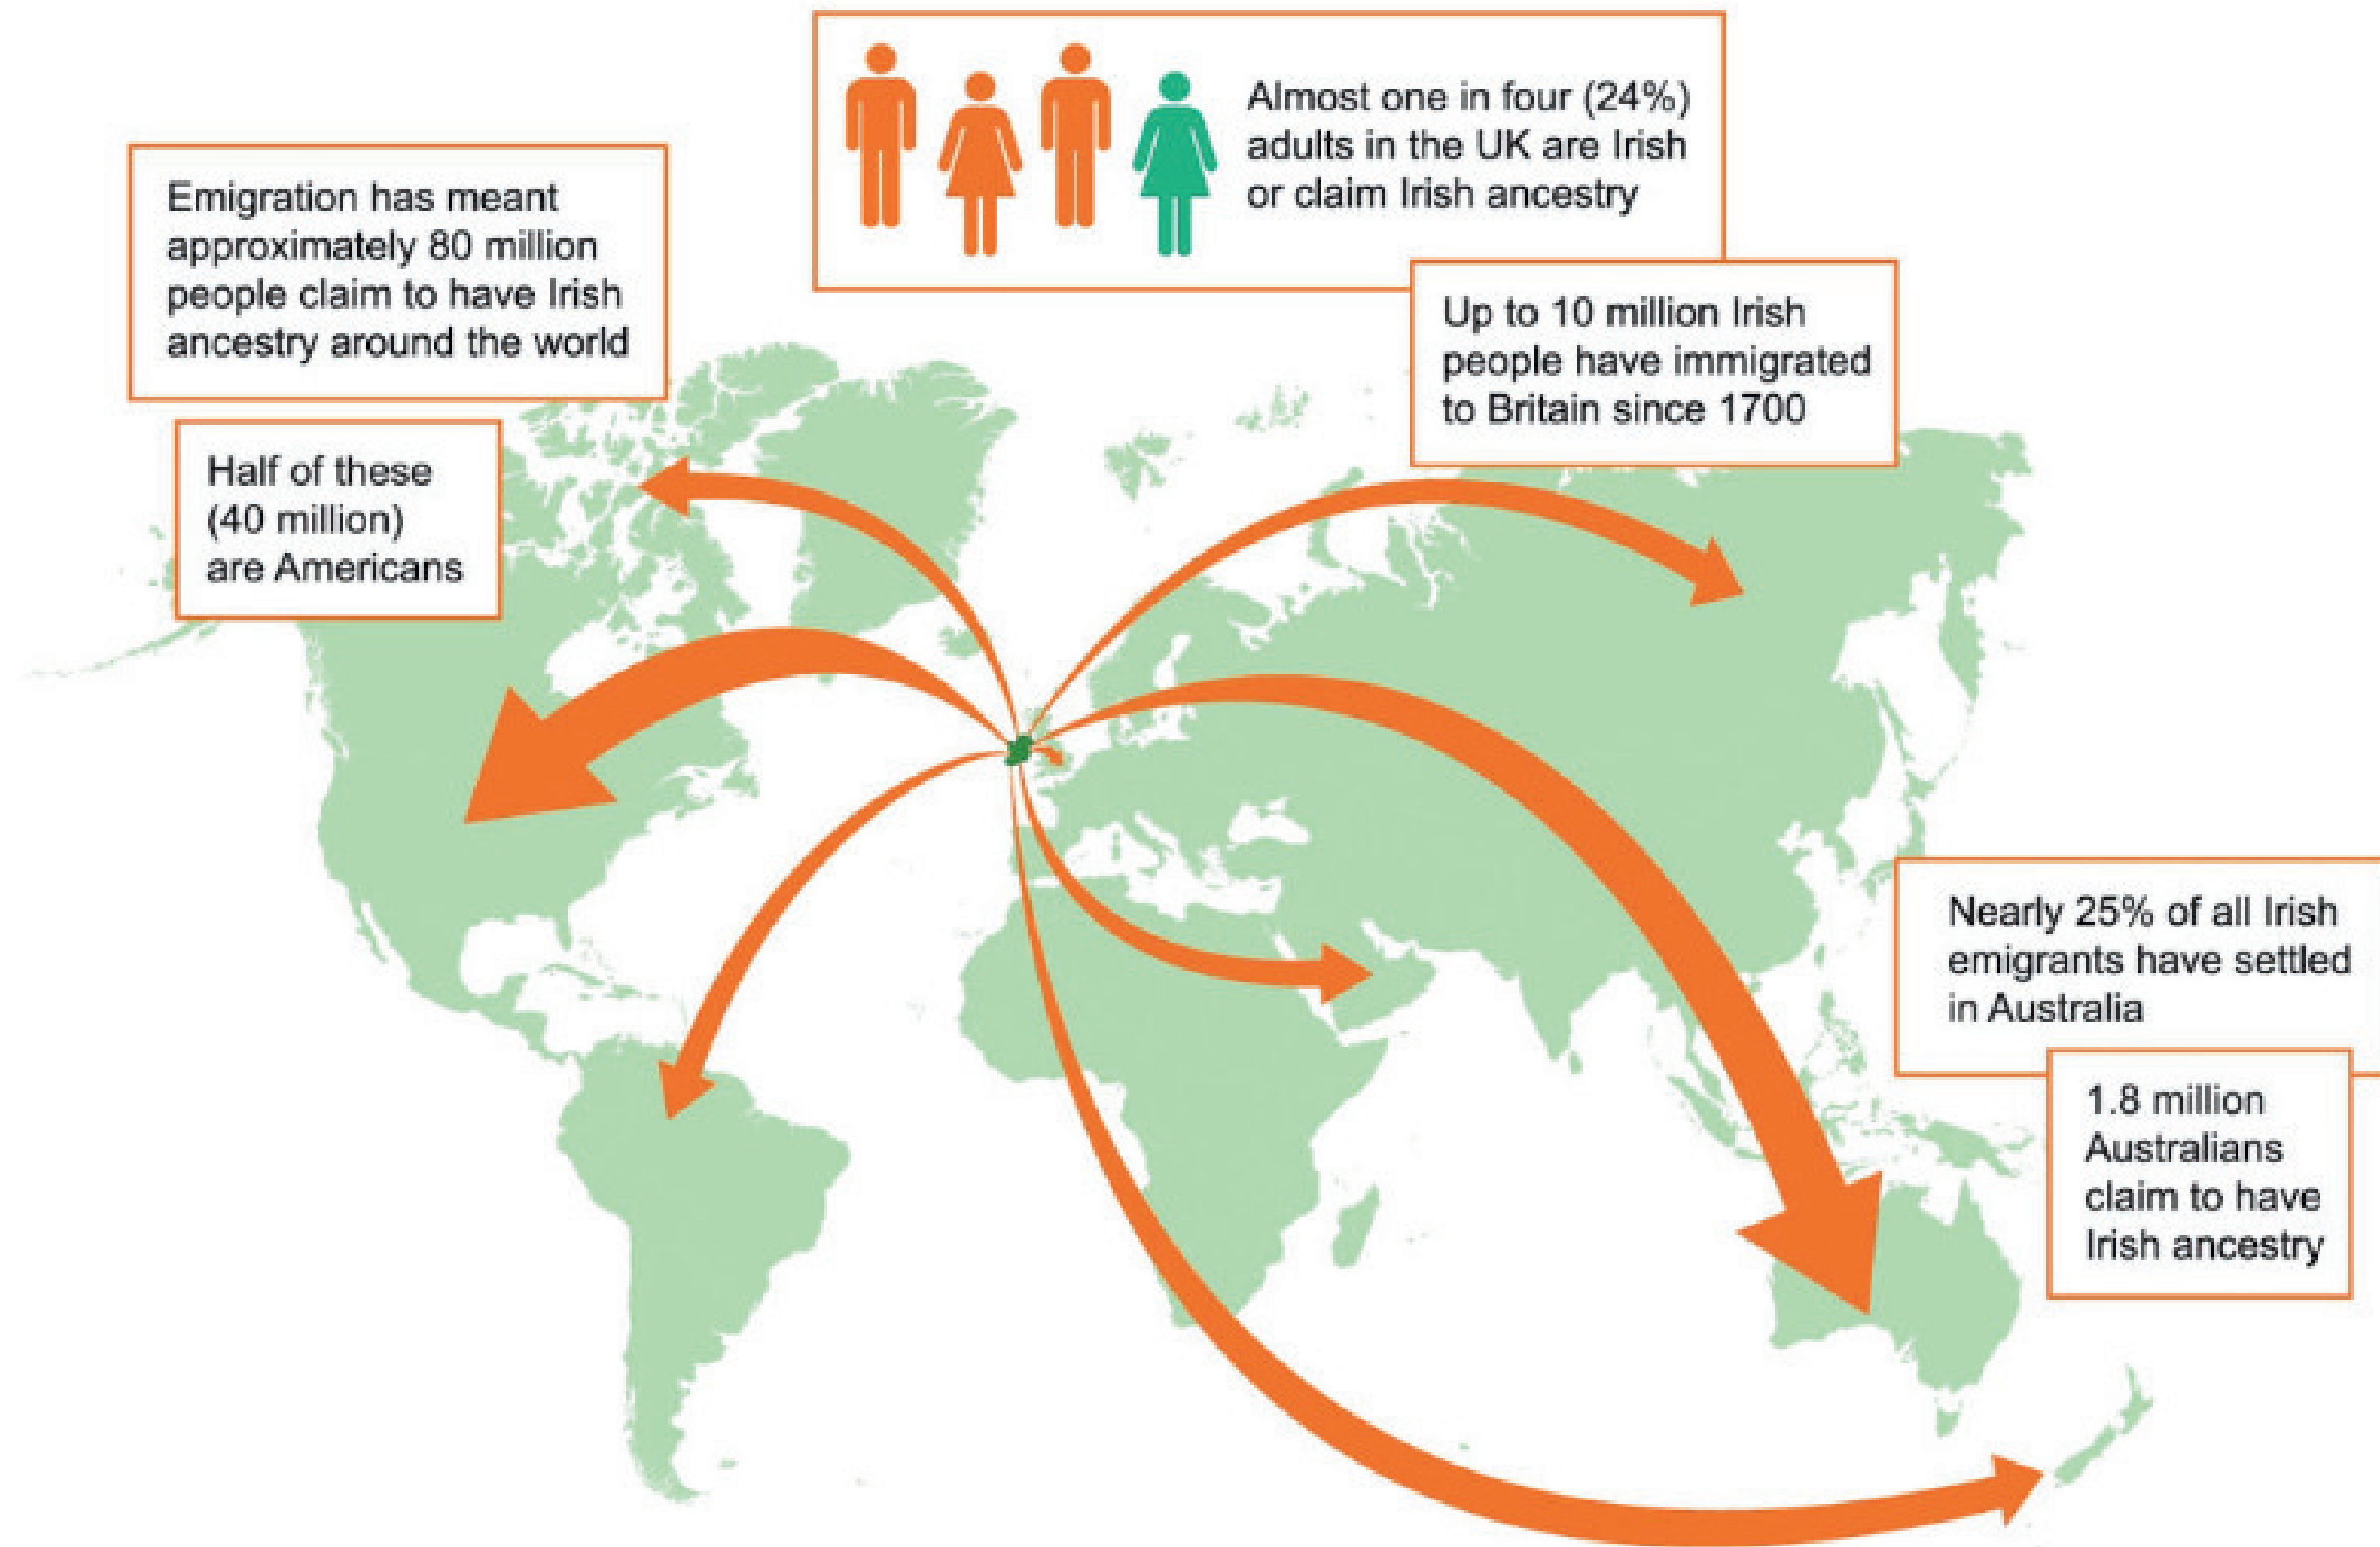 Almost one in four (24%)
adults in the UK are Irish
or claim Irish ancestry
Emigration has meant
approximately 80 million
people claim to have Irish
ancestry around the world
Up to 10 million Irish
people have immigrated
to Britain since 1700
Half of these
(40 million)
are Americans
Nearly 25% of all Irish
emigrants have settled
in Australia
1.8 million
Australians
claim to have
Irish ancestry